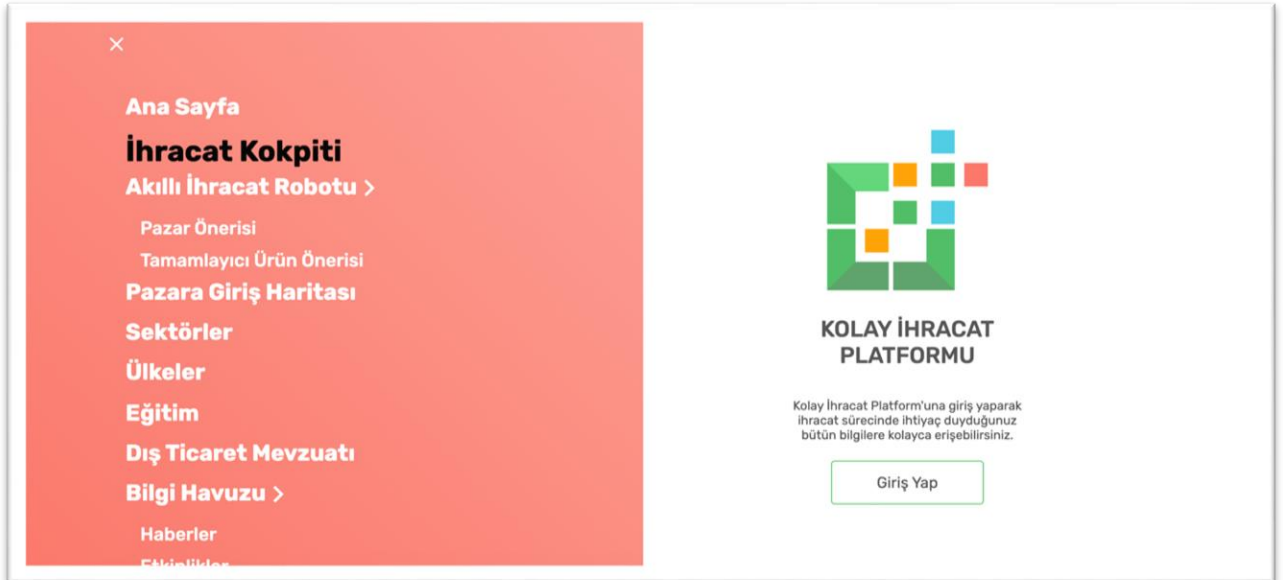 Ana Sayfa
İhracat Kokpiti
Akıllı İhracat Robotu >
Pazar Önerisi
Tamamlayıcı Ürün Önerisi
Pazara Giriş Haritası
Sektörler
Ülkeler
Eğitim
Dış Ticaret Mevzuatı
Bilgi Havuzu >
Haberler
Etkinlikler
KOLAY İHRACAT
PLATFORMU
Kolay İhracat Platform'una giriş yaparak
ihracat sürecinde ihtiyaç duyduğunuz
bütün bilgilere kolayca erişebilirsiniz.
Giriş Yap